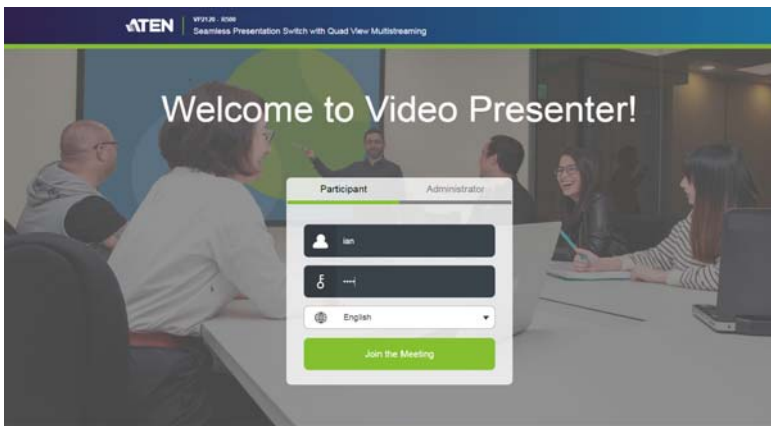 ATEN
VP2120 - R500
Seamless Presentation Switch with Quad View Multistreaming
Welcome to Video Presenter!
Participant
Administrator
ian
English
Join the Meeting